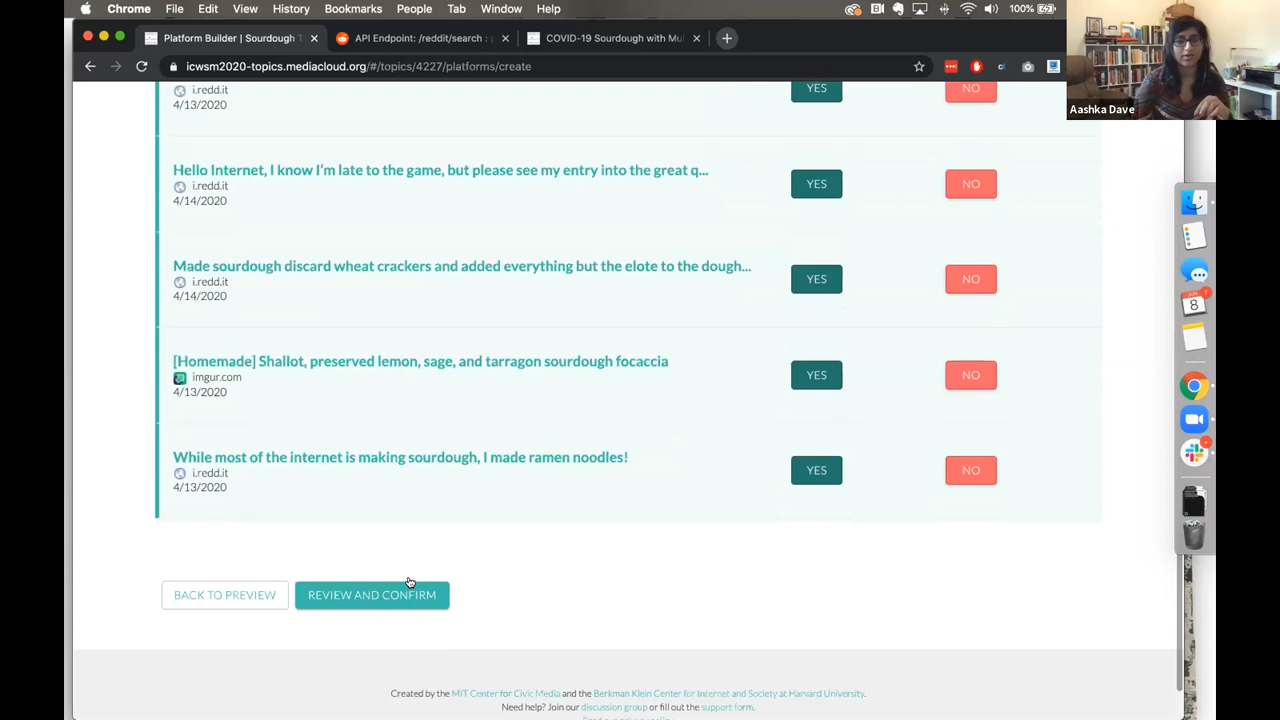 Chrome File Edit View History Bookmarks People Tab Window Help 100%
Platform Builder | Sourdough T
API Endpoint: /search : p
COVID-19 Sourdough with Mu
icwsm2020-topics.mediacloud.org/#/topics/4227/platforms/create
Aashka Dave
i.redd.it
4/13/2020
YES NO
Hello Internet, I know I'm late to the game, but please see my entry into the great q...
i.redd.it
4/14/2020
YES NO
Made sourdough discard wheat crackers and added everything but the elote to the dough...
i.redd.it
4/14/2020
YES NO
[Homemade] Shallot, preserved lemon, sage, and tarragon sourdough focaccia
imgur.com
4/13/2020
YES NO
While most of the internet is making sourdough, I made ramen noodles!
i.redd.it
4/13/2020
YES NO
BACK TO PREVIEW REVIEW AND CONFIRM
Created by the MIT Center for Civic Media and the Berkman Klein Center for Internet and Society at Harvard University.
Need help? Join our discussion group or fill out the support form.
JUN
8